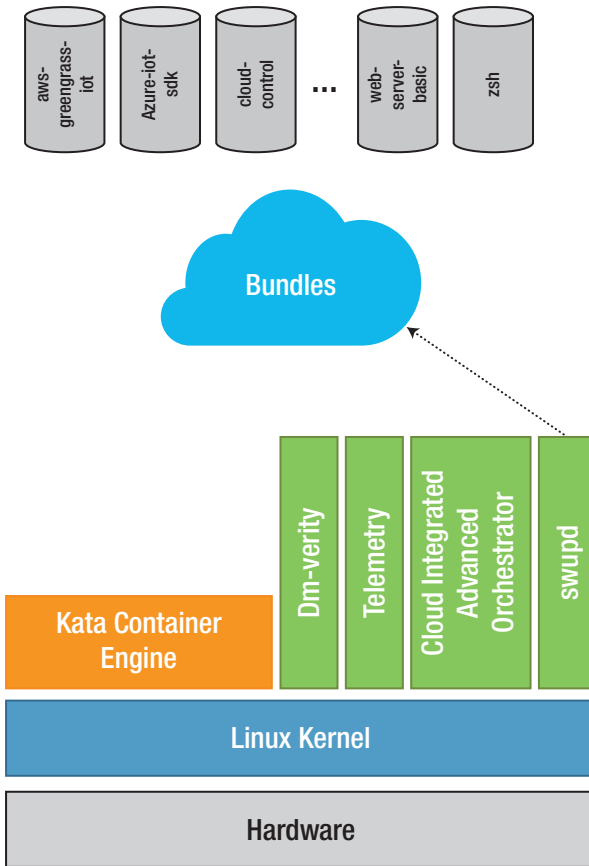 aws-
greengrass-
iot
Azure-iot-
sdk
cloud-
control
...
web-
server-
basic
zsh
Bundles
Dm-verity
Telemetry
Cloud Integrated
Advanced
Orchestrator
swupd
Kata Container
Engine
Linux Kernel
Hardware